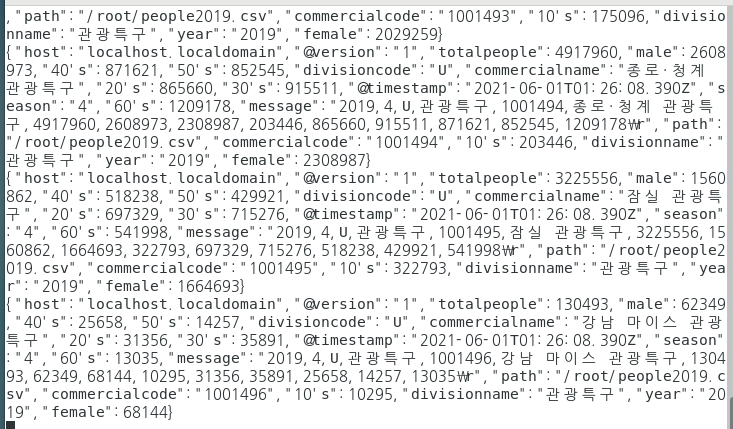 , "path": "/root/people2019.csv", "commercialcode": "1001493", "10's": 175096, "divisio
nname": "관광특구", "year": "2019", "female": 2029259}
{"host": "localhost.localdomain", "@version": "1", "totalpeople": 4917960, "male": 2608
973, "40's": 871621, "50's": 852545, "divisioncode": "U", "commercialname": "종로·청계
관광특구", "20's": 865660, "30's": 915511, "@timestamp": "2021-06-01T01:26:08.390Z", "s
eason": "4", "60's": 1209178, "message": "2019,4,U,관광특구,1001494,종로·청계 관광특
구,4917960,2608973,2308987,203446,865660,915511,871621,852545,1209178₩r", "path":
"/root/people2019.csv", "commercialcode": "1001494", "10's": 203446, "divisionname": "
관광특구", "year": "2019", "female": 2308987}
{"host": "localhost.localdomain", "@version": "1", "totalpeople": 3225556, "male": 1560
862, "40's": 518238, "50's": 429921, "divisioncode": "U", "commercialname": "잠실 관광특
구", "20's": 697329, "30's": 715276, "@timestamp": "2021-06-01T01:26:08.390Z", "season"
: "4", "60's": 541998, "message": "2019,4,U,관광특구,1001495,잠실 관광특구,3225556,15
60862,1664693,322793,697329,715276,518238,429921,541998₩r", "path": "/root/people2
019.csv", "commercialcode": "1001495", "10's": 322793, "divisionname": "관광특구", "yea
r": "2019", "female": 1664693}
{"host": "localhost.localdomain", "@version": "1", "totalpeople": 130493, "male": 62349
, "40's": 25658, "50's": 14257, "divisioncode": "U", "commercialname": "강남 마이스 관광
특구", "20's": 31356, "30's": 35891, "@timestamp": "2021-06-01T01:26:08.390Z", "season"
: "4", "60's": 13035, "message": "2019,4,U,관광특구,1001496,강남 마이스 관광특구,1304
93,62349,68144,10295,31356,35891,25658,14257,13035₩r", "path": "/root/people2019.c
sv", "commercialcode": "1001496", "10's": 10295, "divisionname": "관광특구", "year": "20
19", "female": 68144}